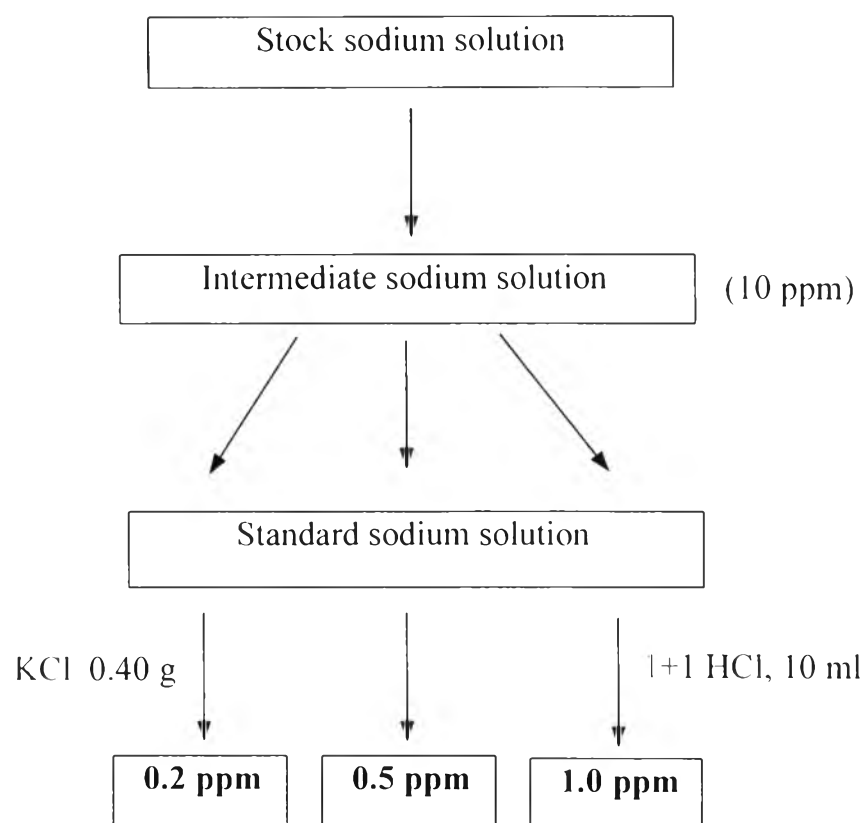 Stock sodium solution
Intermediate sodium solution
(10 ppm)
Standard sodium solution
KCl 0.40 g
1+1 HCl, 10 ml
0.2 ppm
0.5 ppm
1.0 ppm